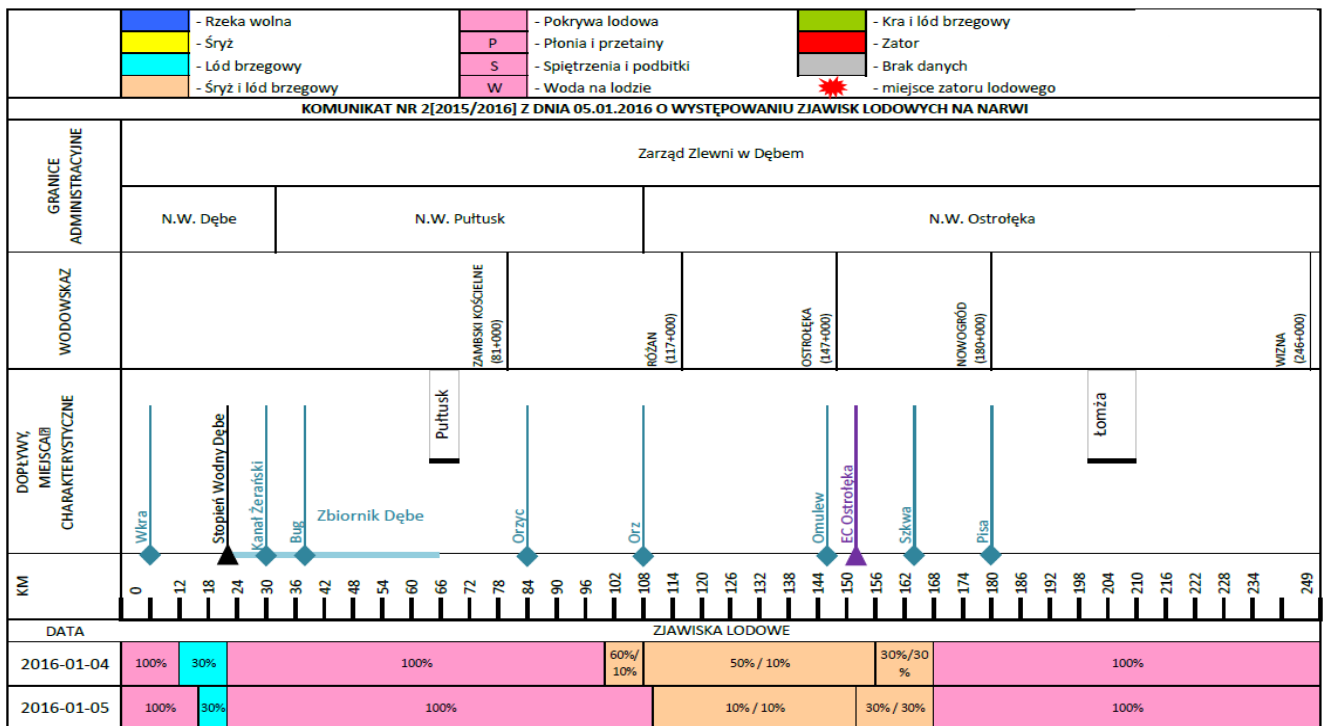 - Rzeka wolna
- Pokrywa lodowa
- Kra i lód brzegowy
- Śryż
P
- Płonia i przetainy
- Zator
- Lód brzegowy
S
- Spiętrzenia i podbitki
- Brak danych
- Śryż i lód brzegowy
W
- Woda na lodzie
- miejsce zatoru lodowego
KOMUNIKAT NR 2[2015/2016] Z DNIA 05.01.2016 O WYSTĘPOWANIU ZJAWISK LODOWYCH NA NARWI
GRANICE
ADMINISTRACYJNE
Zarząd Zlewni w Dębem
N.W. Dębe
N.W. Pułtusk
N.W. Ostrołęka
WODOWSKAZ
ZAMBSKI KOŚCIELNE
(81+000)
RÓŻAN
(117+000)
OSTROŁĘKA
(147+000)
NOWOGRÓD
(180+000)
WIZNA
(246+000)
DOPŁYWY,
MIEJSCA
CHARAKTERYSTYCZNE
Wkra
Stopień Wodny Dębe
Kanał Żerański
Bug
Zbiornik Dębe
Pułtusk
Orzyc
Orz
Omulew
EC Ostrołęka
Szkwa
Pisa
Łomża
KM
0 12 18 24 30 36 42 48 54 60 66 72 78 84 90 96 102 108 114 120 126 132 138 144 150 156 162 168 174 180 186 192 198 204 210 216 222 228 234 249
DATA
ZJAWISKA LODOWE
2016-01-04
100%
30%
100%
60%/
10%
50% / 10%
30%/30
%
100%
2016-01-05
100%
30%
100%
10% / 10%
30% / 30%
100%